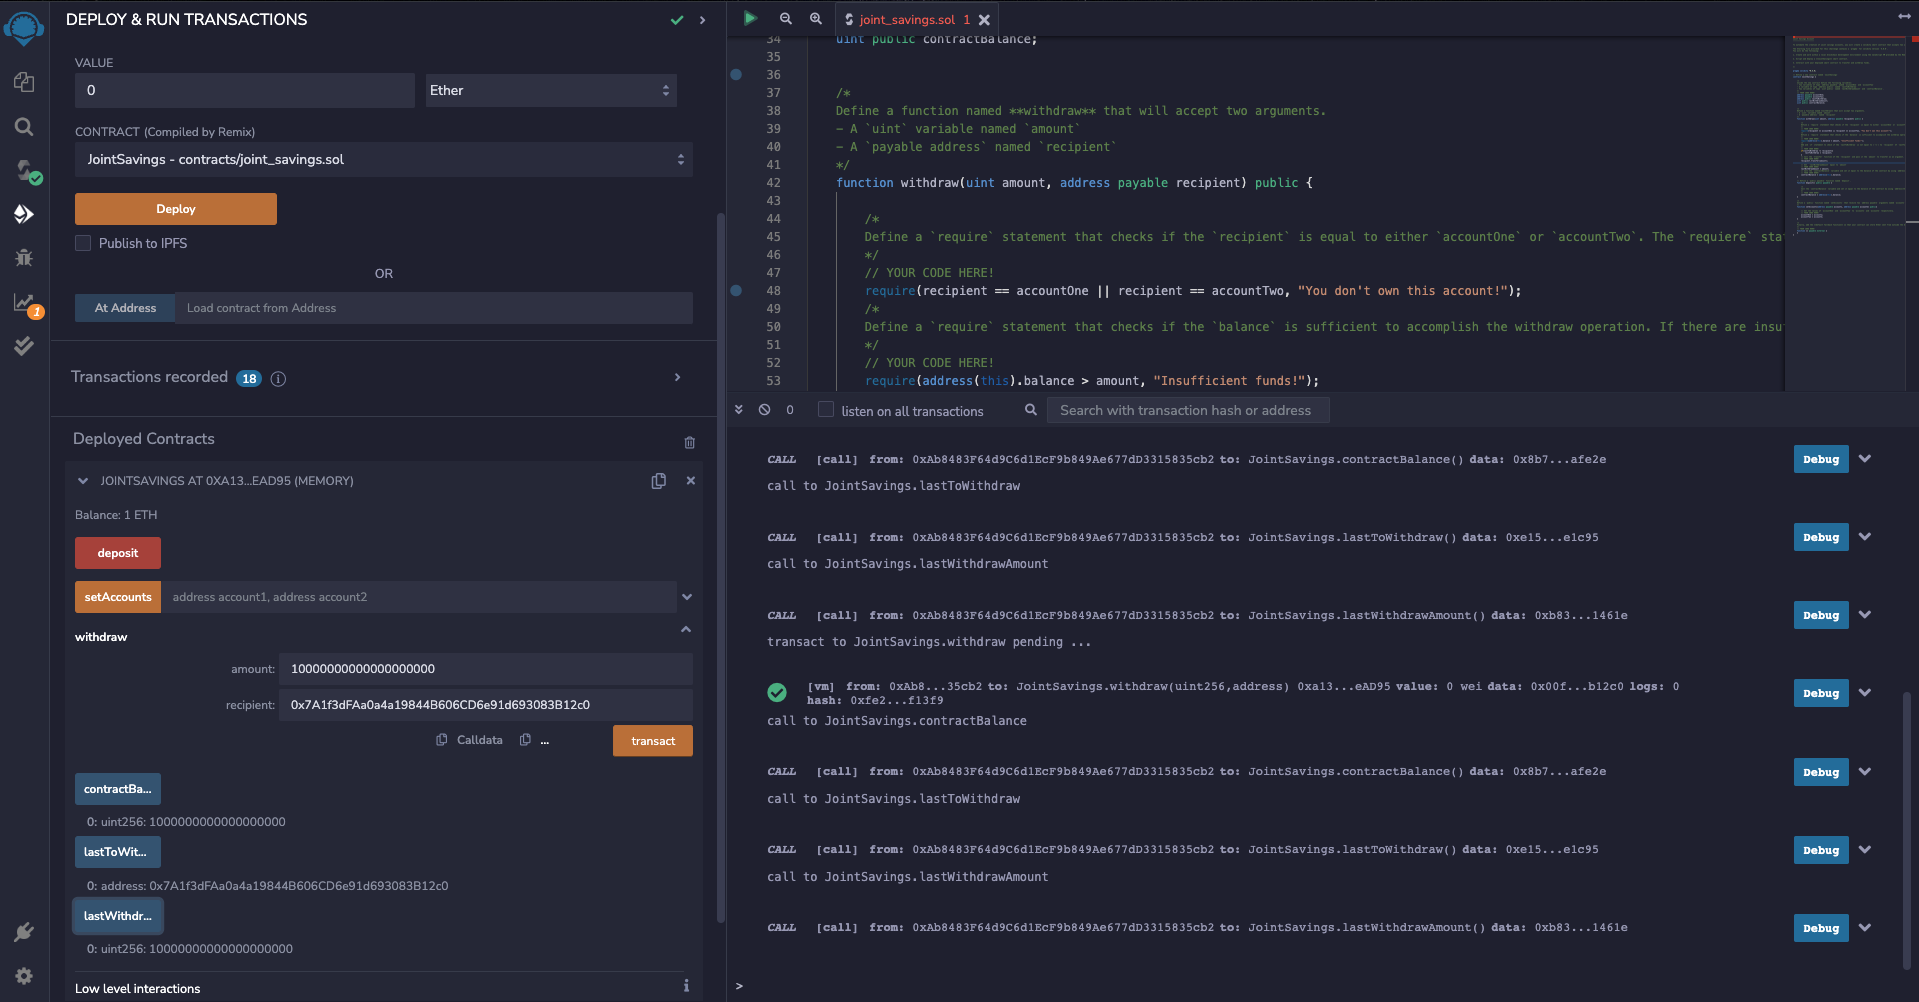 DEPLOY & RUN TRANSACTIONS
VALUE
0
Ether
CONTRACT (Compiled by Remix)
JointSavings - contracts/joint_savings.sol
Deploy
Publish to IPFS
OR
At Address
Load contract from Address
Transactions recorded 18 i
Deployed Contracts
JOINTSAVINGS AT 0XA13...EAD95 (MEMORY)
Balance: 1 ETH
deposit
setAccounts
address account1, address account2
withdraw
amount:
10000000000000000000
recipient:
0x7A1f3dFAa0a4a19844B606CD6e91d693083B12c0
Calldata
...
transact
contractBa...
0: uint256: 1000000000000000000
lastToWit...
0: address: 0x7A1f3dFAa0a4a19844B606CD6e91d693083B12c0
lastWithdr...
0: uint256: 10000000000000000000
Low level interactions
i
1
joint_savings.sol 1
34 uint public contractBalance;
35
36
37 /*
38 Define a function named **withdraw** that will accept two arguments.
39 - A `uint` variable named `amount`
40 - A `payable address` named `recipient`
41 */
42 function withdraw(uint amount, address payable recipient) public {
43
44 /*
45 Define a `require` statement that checks if the `recipient` is equal to either `accountOne` or `accountTwo`. The `requiere` sta
46 */
47 // YOUR CODE HERE!
48 require(recipient == accountOne || recipient == accountTwo, "You don't own this account!");
49 /*
50 Define a `require` statement that checks if the `balance` is sufficient to accomplish the withdraw operation. If there are insu
51 */
52 // YOUR CODE HERE!
53 require(address(this).balance > amount, "Insufficient funds!");
0
listen on all transactions
Search with transaction hash or address
CALL [call] from: 0xAb8483F64d9C6d1EcF9b849Ae677dD3315835cb2 to: JointSavings.contractBalance() data: 0x8b7...afe2e
Debug
call to JointSavings.lastToWithdraw
CALL [call] from: 0xAb8483F64d9C6d1EcF9b849Ae677dD3315835cb2 to: JointSavings.lastToWithdraw() data: 0xe15...e1c95
Debug
call to JointSavings.lastWithdrawAmount
CALL [call] from: 0xAb8483F64d9C6d1EcF9b849Ae677dD3315835cb2 to: JointSavings.lastWithdrawAmount() data: 0xb83...1461e
Debug
transact to JointSavings.withdraw pending ...
[vm] from: 0xAb8...35cb2 to: JointSavings.withdraw(uint256,address) 0xa13...eAD95 value: 0 wei data: 0x00f...b12c0 logs: 0
hash: 0xfe2...f13f9
Debug
call to JointSavings.contractBalance
CALL [call] from: 0xAb8483F64d9C6d1EcF9b849Ae677dD3315835cb2 to: JointSavings.contractBalance() data: 0x8b7...afe2e
Debug
call to JointSavings.lastToWithdraw
CALL [call] from: 0xAb8483F64d9C6d1EcF9b849Ae677dD3315835cb2 to: JointSavings.lastToWithdraw() data: 0xe15...e1c95
Debug
call to JointSavings.lastWithdrawAmount
CALL [call] from: 0xAb8483F64d9C6d1EcF9b849Ae677dD3315835cb2 to: JointSavings.lastWithdrawAmount() data: 0xb83...1461e
Debug
>